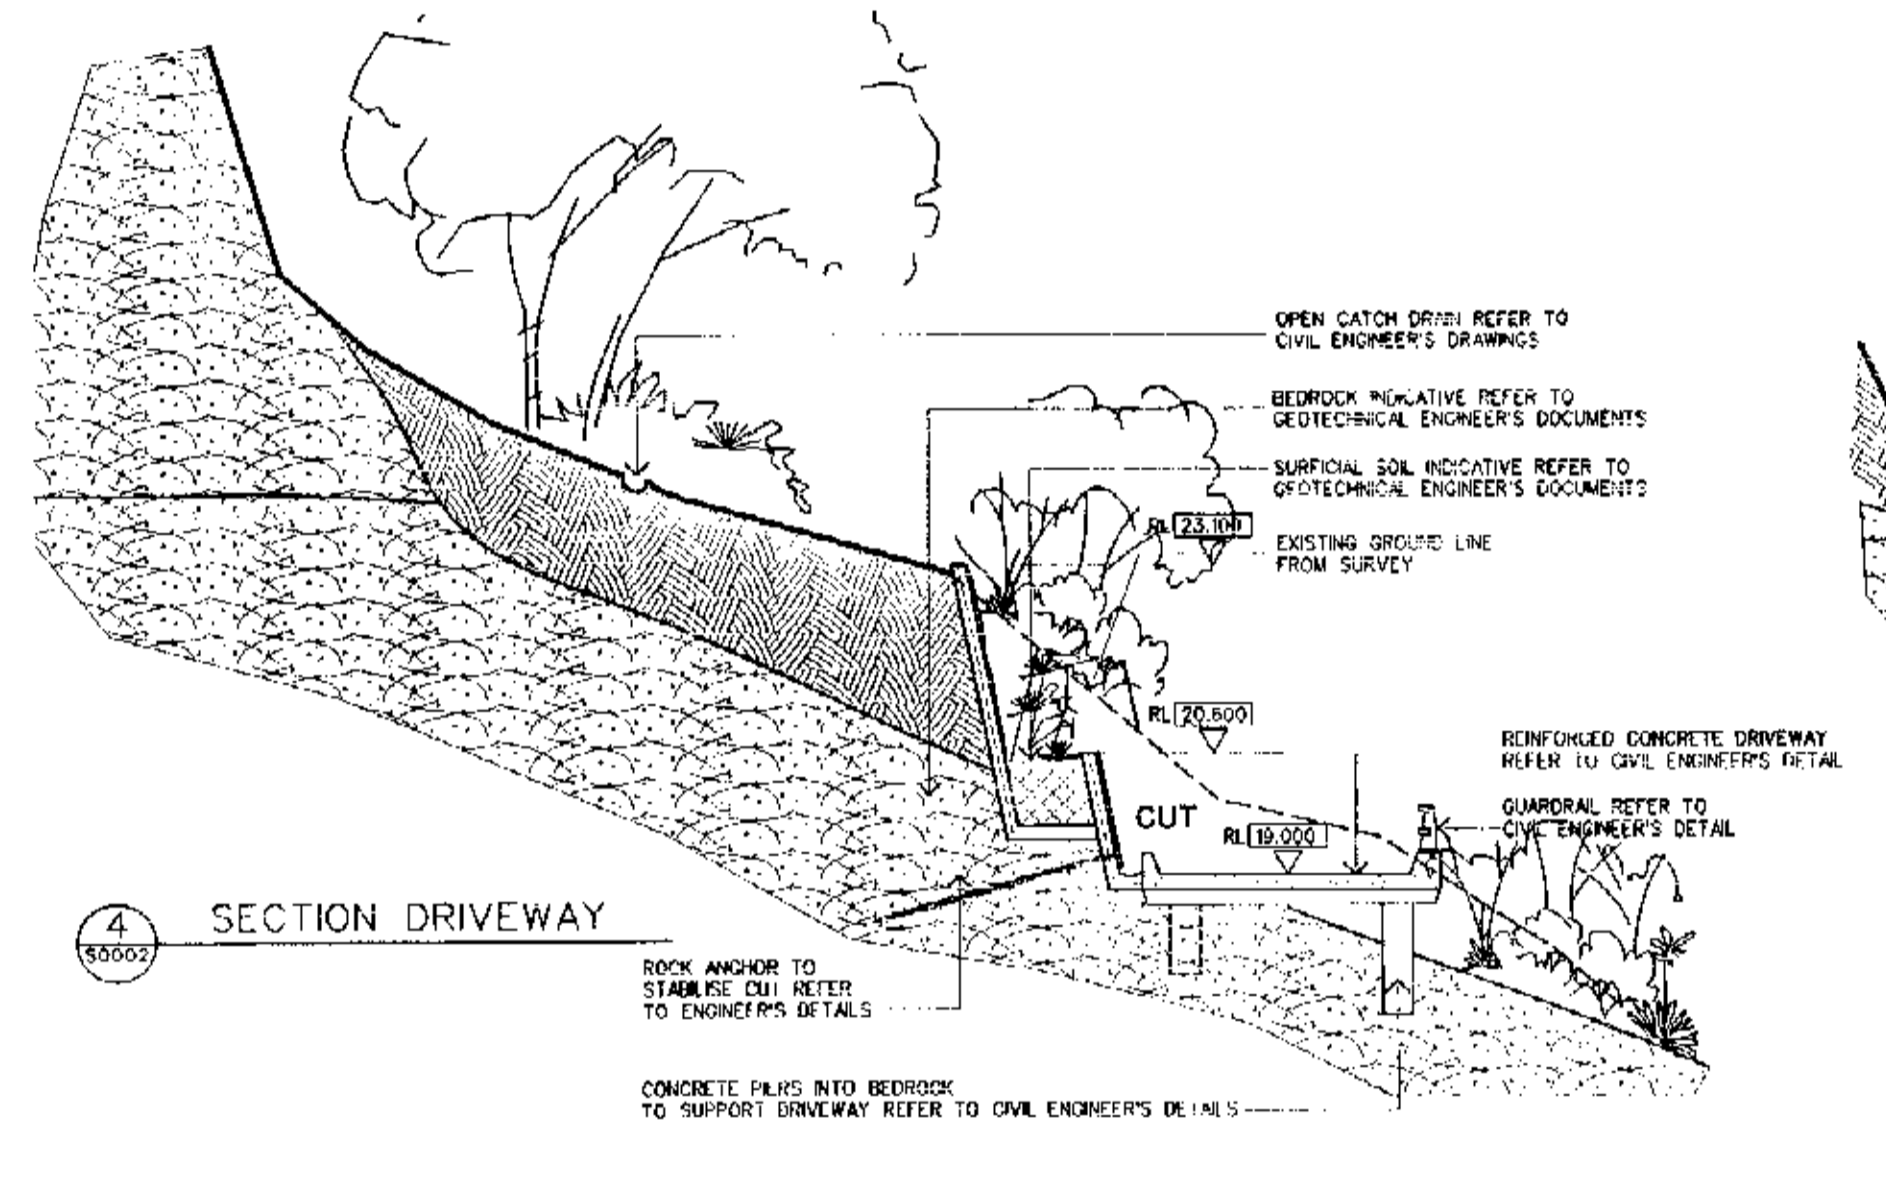 OPEN CATCH DRAIN REFER TO
CIVIL ENGINEER'S DRAWINGS
BEDROCK INDICATIVE REFER TO
GEOTECHNICAL ENGINEER'S DOCUMENTS
SURFICIAL SOIL INDICATIVE REFER TO
GEOTECHNICAL ENGINEER'S DOCUMENTS
RL 23.100
EXISTING GROUND LINE
FROM SURVEY
RL
REINFORCED CONCRETE DRIVEWAY
REFER TO CIVIL ENGINEER'S DETAIL
GUARDRAIL REFER TO
CIVIL ENGINEER'S DETAIL
CUT
RL 19.000
4
S0002
SECTION DRIVEWAY
ROCK ANCHOR TO
STABILISE CUT REFER
TO ENGINEER'S DETAILS
CONCRETE PIERS INTO BEDROCK
TO SUPPORT DRIVEWAY REFER TO CIVIL ENGINEER'S DETAILS